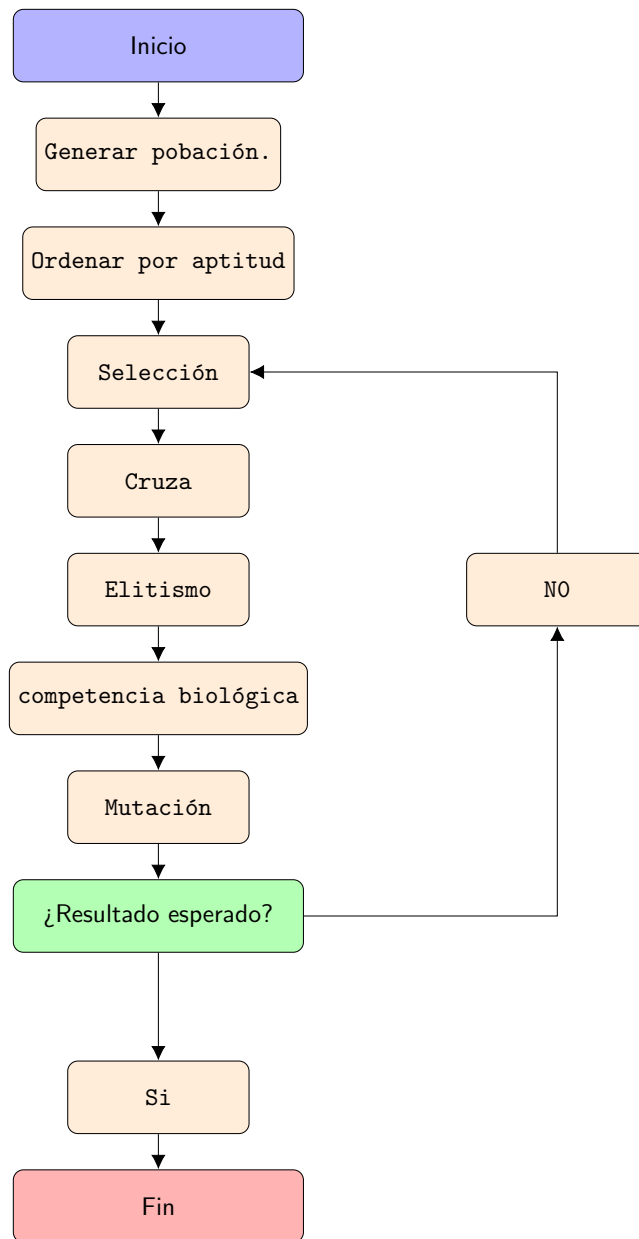 Inicio
Generar pobación.
Ordenar por aptitud
Selección
Cruza
Elitismo
NO
competencia biológica
Mutación
¿Resultado esperado?
Si
Fin